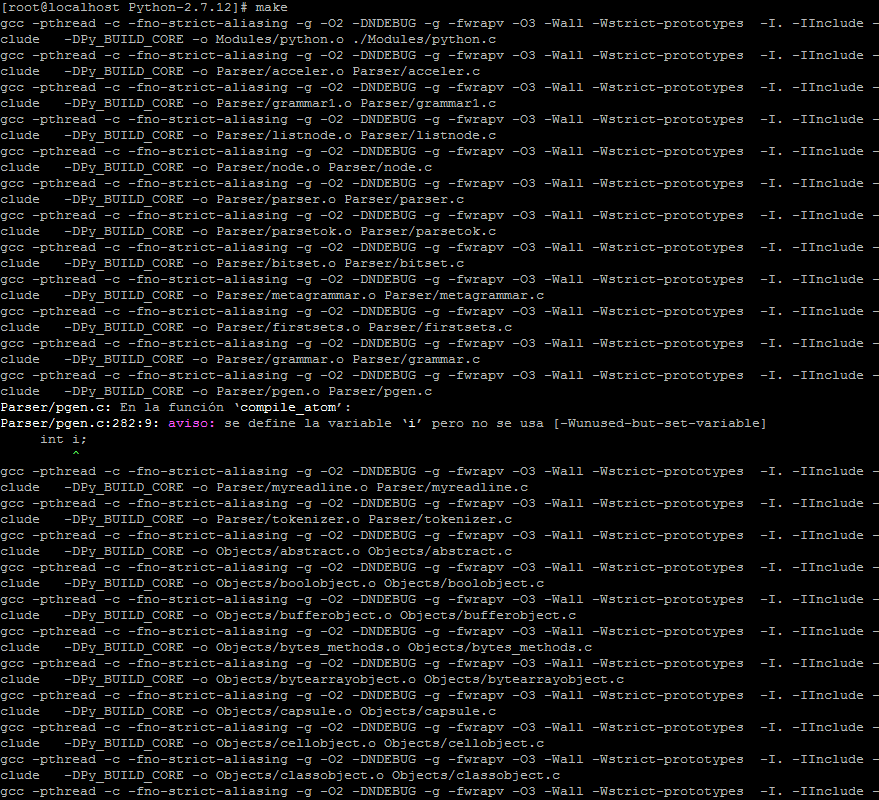 [root@localhost Python-2.7.12]# make
gcc -pthread -c -fno-strict-aliasing -g -O2 -DNDEBUG -g -fwrapv -O3 -Wall -Wstrict-prototypes  -I. -IInclude -
clude   -DPy_BUILD_CORE -o Modules/python.o ./Modules/python.c
gcc -pthread -c -fno-strict-aliasing -g -O2 -DNDEBUG -g -fwrapv -O3 -Wall -Wstrict-prototypes  -I. -IInclude -
clude   -DPy_BUILD_CORE -o Parser/acceler.o Parser/acceler.c
gcc -pthread -c -fno-strict-aliasing -g -O2 -DNDEBUG -g -fwrapv -O3 -Wall -Wstrict-prototypes  -I. -IInclude -
clude   -DPy_BUILD_CORE -o Parser/grammar1.o Parser/grammar1.c
gcc -pthread -c -fno-strict-aliasing -g -O2 -DNDEBUG -g -fwrapv -O3 -Wall -Wstrict-prototypes  -I. -IInclude -
clude   -DPy_BUILD_CORE -o Parser/listnode.o Parser/listnode.c
gcc -pthread -c -fno-strict-aliasing -g -O2 -DNDEBUG -g -fwrapv -O3 -Wall -Wstrict-prototypes  -I. -IInclude -
clude   -DPy_BUILD_CORE -o Parser/node.o Parser/node.c
gcc -pthread -c -fno-strict-aliasing -g -O2 -DNDEBUG -g -fwrapv -O3 -Wall -Wstrict-prototypes  -I. -IInclude -
clude   -DPy_BUILD_CORE -o Parser/parser.o Parser/parser.c
gcc -pthread -c -fno-strict-aliasing -g -O2 -DNDEBUG -g -fwrapv -O3 -Wall -Wstrict-prototypes  -I. -IInclude -
clude   -DPy_BUILD_CORE -o Parser/parsetok.o Parser/parsetok.c
gcc -pthread -c -fno-strict-aliasing -g -O2 -DNDEBUG -g -fwrapv -O3 -Wall -Wstrict-prototypes  -I. -IInclude -
clude   -DPy_BUILD_CORE -o Parser/bitset.o Parser/bitset.c
gcc -pthread -c -fno-strict-aliasing -g -O2 -DNDEBUG -g -fwrapv -O3 -Wall -Wstrict-prototypes  -I. -IInclude -
clude   -DPy_BUILD_CORE -o Parser/metagrammar.o Parser/metagrammar.c
gcc -pthread -c -fno-strict-aliasing -g -O2 -DNDEBUG -g -fwrapv -O3 -Wall -Wstrict-prototypes  -I. -IInclude -
clude   -DPy_BUILD_CORE -o Parser/firstsets.o Parser/firstsets.c
gcc -pthread -c -fno-strict-aliasing -g -O2 -DNDEBUG -g -fwrapv -O3 -Wall -Wstrict-prototypes  -I. -IInclude -
clude   -DPy_BUILD_CORE -o Parser/grammar.o Parser/grammar.c
gcc -pthread -c -fno-strict-aliasing -g -O2 -DNDEBUG -g -fwrapv -O3 -Wall -Wstrict-prototypes  -I. -IInclude -
clude   -DPy_BUILD_CORE -o Parser/pgen.o Parser/pgen.c
Parser/pgen.c: En la función ‘compile_atom’:
Parser/pgen.c:282:9: aviso: se define la variable ‘i’ pero no se usa [-Wunused-but-set-variable]
     int i;
         ^
gcc -pthread -c -fno-strict-aliasing -g -O2 -DNDEBUG -g -fwrapv -O3 -Wall -Wstrict-prototypes  -I. -IInclude -
clude   -DPy_BUILD_CORE -o Parser/myreadline.o Parser/myreadline.c
gcc -pthread -c -fno-strict-aliasing -g -O2 -DNDEBUG -g -fwrapv -O3 -Wall -Wstrict-prototypes  -I. -IInclude -
clude   -DPy_BUILD_CORE -o Parser/tokenizer.o Parser/tokenizer.c
gcc -pthread -c -fno-strict-aliasing -g -O2 -DNDEBUG -g -fwrapv -O3 -Wall -Wstrict-prototypes  -I. -IInclude -
clude   -DPy_BUILD_CORE -o Objects/abstract.o Objects/abstract.c
gcc -pthread -c -fno-strict-aliasing -g -O2 -DNDEBUG -g -fwrapv -O3 -Wall -Wstrict-prototypes  -I. -IInclude -
clude   -DPy_BUILD_CORE -o Objects/boolobject.o Objects/boolobject.c
gcc -pthread -c -fno-strict-aliasing -g -O2 -DNDEBUG -g -fwrapv -O3 -Wall -Wstrict-prototypes  -I. -IInclude -
clude   -DPy_BUILD_CORE -o Objects/bufferobject.o Objects/bufferobject.c
gcc -pthread -c -fno-strict-aliasing -g -O2 -DNDEBUG -g -fwrapv -O3 -Wall -Wstrict-prototypes  -I. -IInclude -
clude   -DPy_BUILD_CORE -o Objects/bytes_methods.o Objects/bytes_methods.c
gcc -pthread -c -fno-strict-aliasing -g -O2 -DNDEBUG -g -fwrapv -O3 -Wall -Wstrict-prototypes  -I. -IInclude -
clude   -DPy_BUILD_CORE -o Objects/bytearrayobject.o Objects/bytearrayobject.c
gcc -pthread -c -fno-strict-aliasing -g -O2 -DNDEBUG -g -fwrapv -O3 -Wall -Wstrict-prototypes  -I. -IInclude -
clude   -DPy_BUILD_CORE -o Objects/capsule.o Objects/capsule.c
gcc -pthread -c -fno-strict-aliasing -g -O2 -DNDEBUG -g -fwrapv -O3 -Wall -Wstrict-prototypes  -I. -IInclude -
clude   -DPy_BUILD_CORE -o Objects/cellobject.o Objects/cellobject.c
gcc -pthread -c -fno-strict-aliasing -g -O2 -DNDEBUG -g -fwrapv -O3 -Wall -Wstrict-prototypes  -I. -IInclude -
clude   -DPy_BUILD_CORE -o Objects/classobject.o Objects/classobject.c
gcc -pthread -c -fno-strict-aliasing -g -O2 -DNDEBUG -g -fwrapv -O3 -Wall -Wstrict-prototypes  -I. -IInclude -